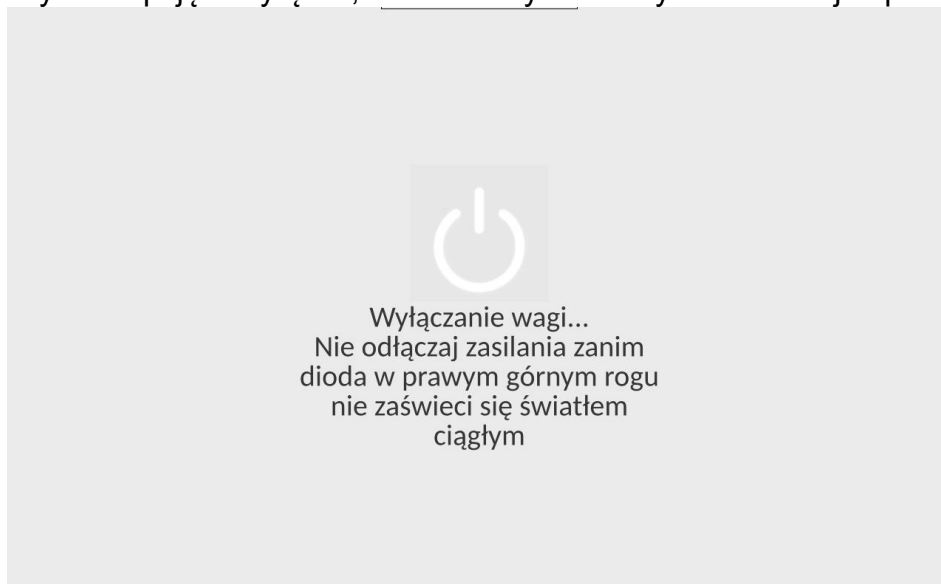 Wyłączanie wagi...
Nie odłączaj zasilania zanim
dioda w prawym górnym rogu
nie zaświeci się światłem
ciągłym